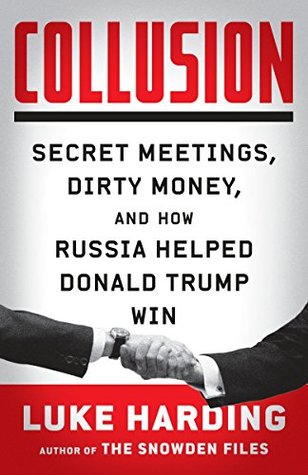 COLLUSION
SECRET MEETINGS,
DIRTY MONEY,
AND HOW
RUSSIA HELPED
DONALD TRUMP
WIN
LUKE HARDING
AUTHOR OF THE SNOWDEN FILES